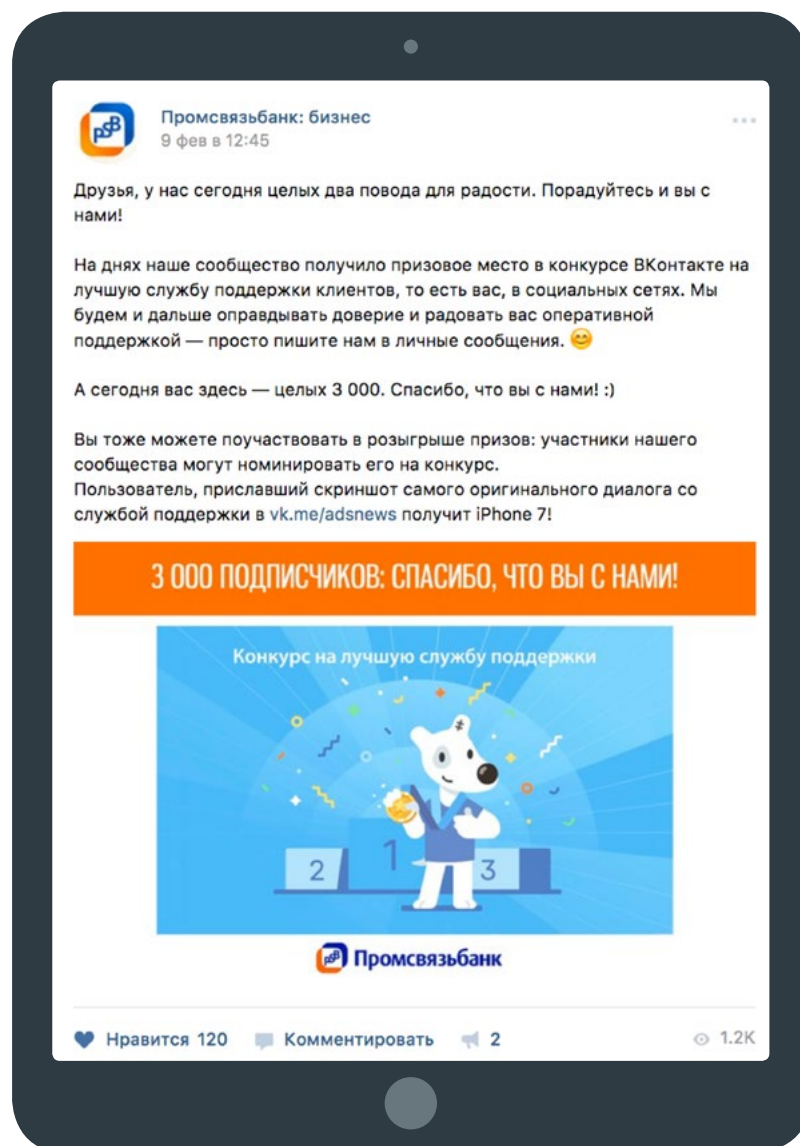 PSB
Промсвязьбанк: бизнес
9 фев в 12:45
Друзья, у нас сегодня целых два повода для радости. Порадуйтесь и вы с
нами!
На днях наше сообщество получило призовое место в конкурсе ВКонтакте на
лучшую службу поддержки клиентов, то есть вас, в социальных сетях. Мы
будем и дальше оправдывать доверие и радовать вас оперативной
поддержкой — просто пишите нам в личные сообщения. 😊
А сегодня вас здесь — целых 3 000. Спасибо, что вы с нами! :)
Вы тоже можете поучаствовать в розыгрыше призов: участники нашего
сообщества могут номинировать его на конкурс.
Пользователь, приславший скриншот самого оригинального диалога со
службой поддержки в vk.me/adsnews получит iPhone 7!
3 000 ПОДПИСЧИКОВ: СПАСИБО, ЧТО ВЫ С НАМИ!
Конкурс на лучшую службу поддержки
2 1 3
PSB Промсвязьбанк
Нравится 120 Комментировать 2 1.2K